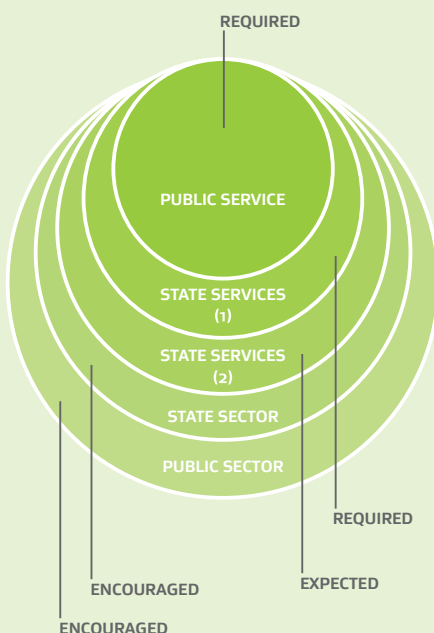 REQUIRED
PUBLIC SERVICE
STATE SERVICES
(1)
STATE SERVICES
(2)
STATE SECTOR
PUBLIC SECTOR
REQUIRED
EXPECTED
ENCOURAGED
ENCOURAGED